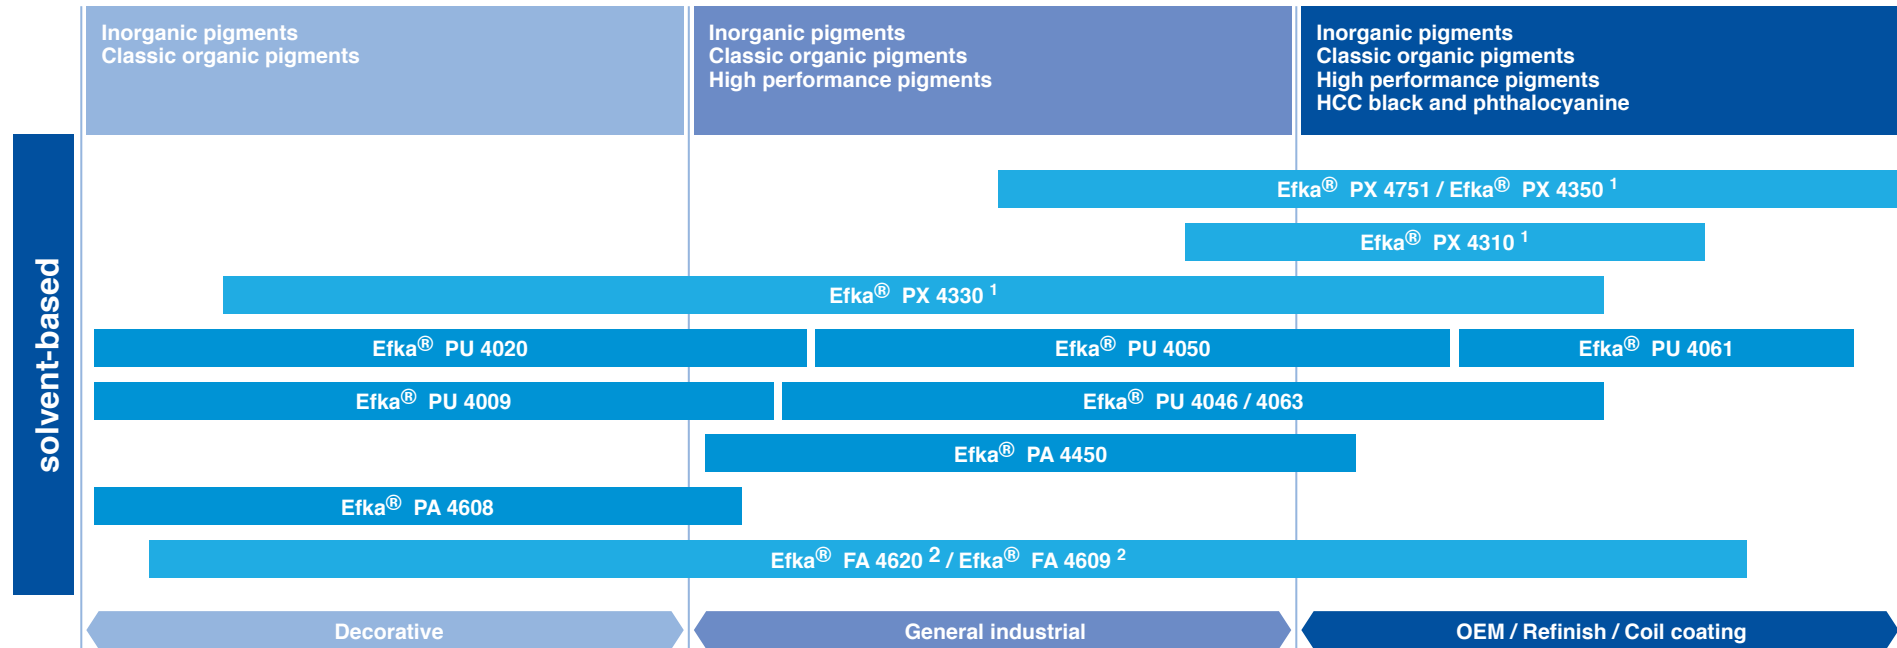 Inorganic pigments
Classic organic pigments
Inorganic pigments
Classic organic pigments
High performance pigments
Inorganic pigments
Classic organic pigments
High performance pigments
HCC black and phthalocyanine
solvent-based
Efka® PX 4751 / Efka® PX 4350 ¹
Efka® PX 4310 ¹
Efka® PX 4330 ¹
Efka® PU 4020
Efka® PU 4050
Efka® PU 4061
Efka® PU 4009
Efka® PU 4046 / 4063
Efka® PA 4450
Efka® PA 4608
Efka® FA 4620 ² / Efka® FA 4609 ²
Decorative
General industrial
OEM / Refinish / Coil coating